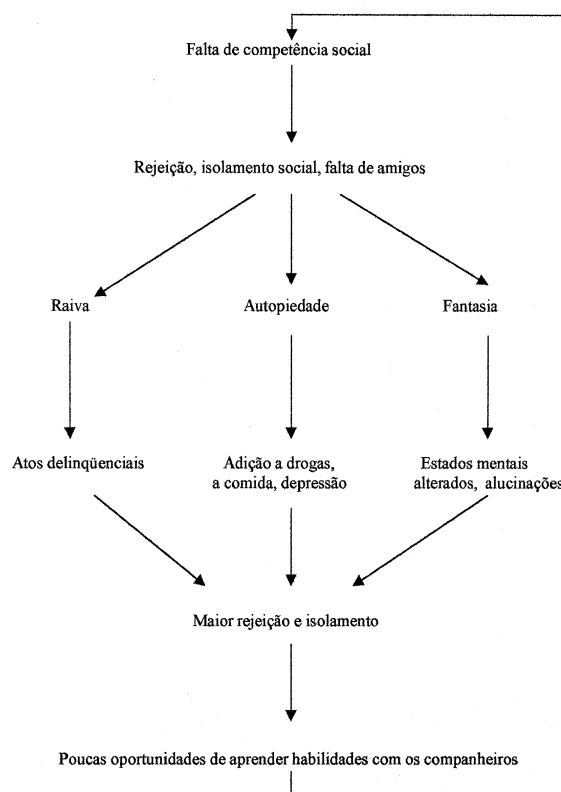 Falta de competência social
Rejeição, isolamento social, falta de amigos
Raiva
Autopiedade
Fantasia
Atos delinqüenciais
Adição a drogas,
a comida, depressão
Estados mentais
alterados, alucinações
Maior rejeição e isolamento
Poucas oportunidades de aprender habilidades com os companheiros